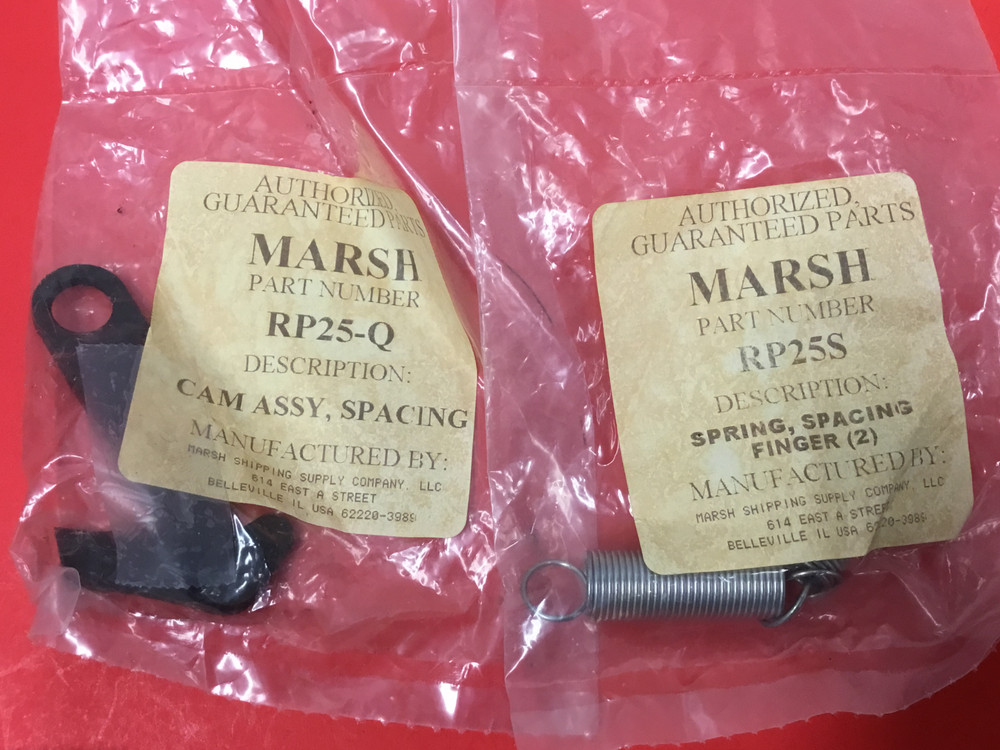 AUTHORIZED
GUARANTEED PARTS
MARSH
PART NUMBER
RP25-Q
DESCRIPTION:
CAM ASSY, SPACING
MANUFACTURED BY:
MARSH SHIPPING SUPPLY COMPANY, LLC
614 EAST A STREET
BELLEVILLE IL USA 62220-3989
AUTHORIZED,
GUARANTEED PARTS
MARSH
PART NUMBER
RP25S
DESCRIPTION:
SPRING, SPACING
FINGER (2)
MANUFACTURED BY:
MARSH SHIPPING SUPPLY COMPANY, LLC
614 EAST A STREET
BELLEVILLE IL USA 62220-3989